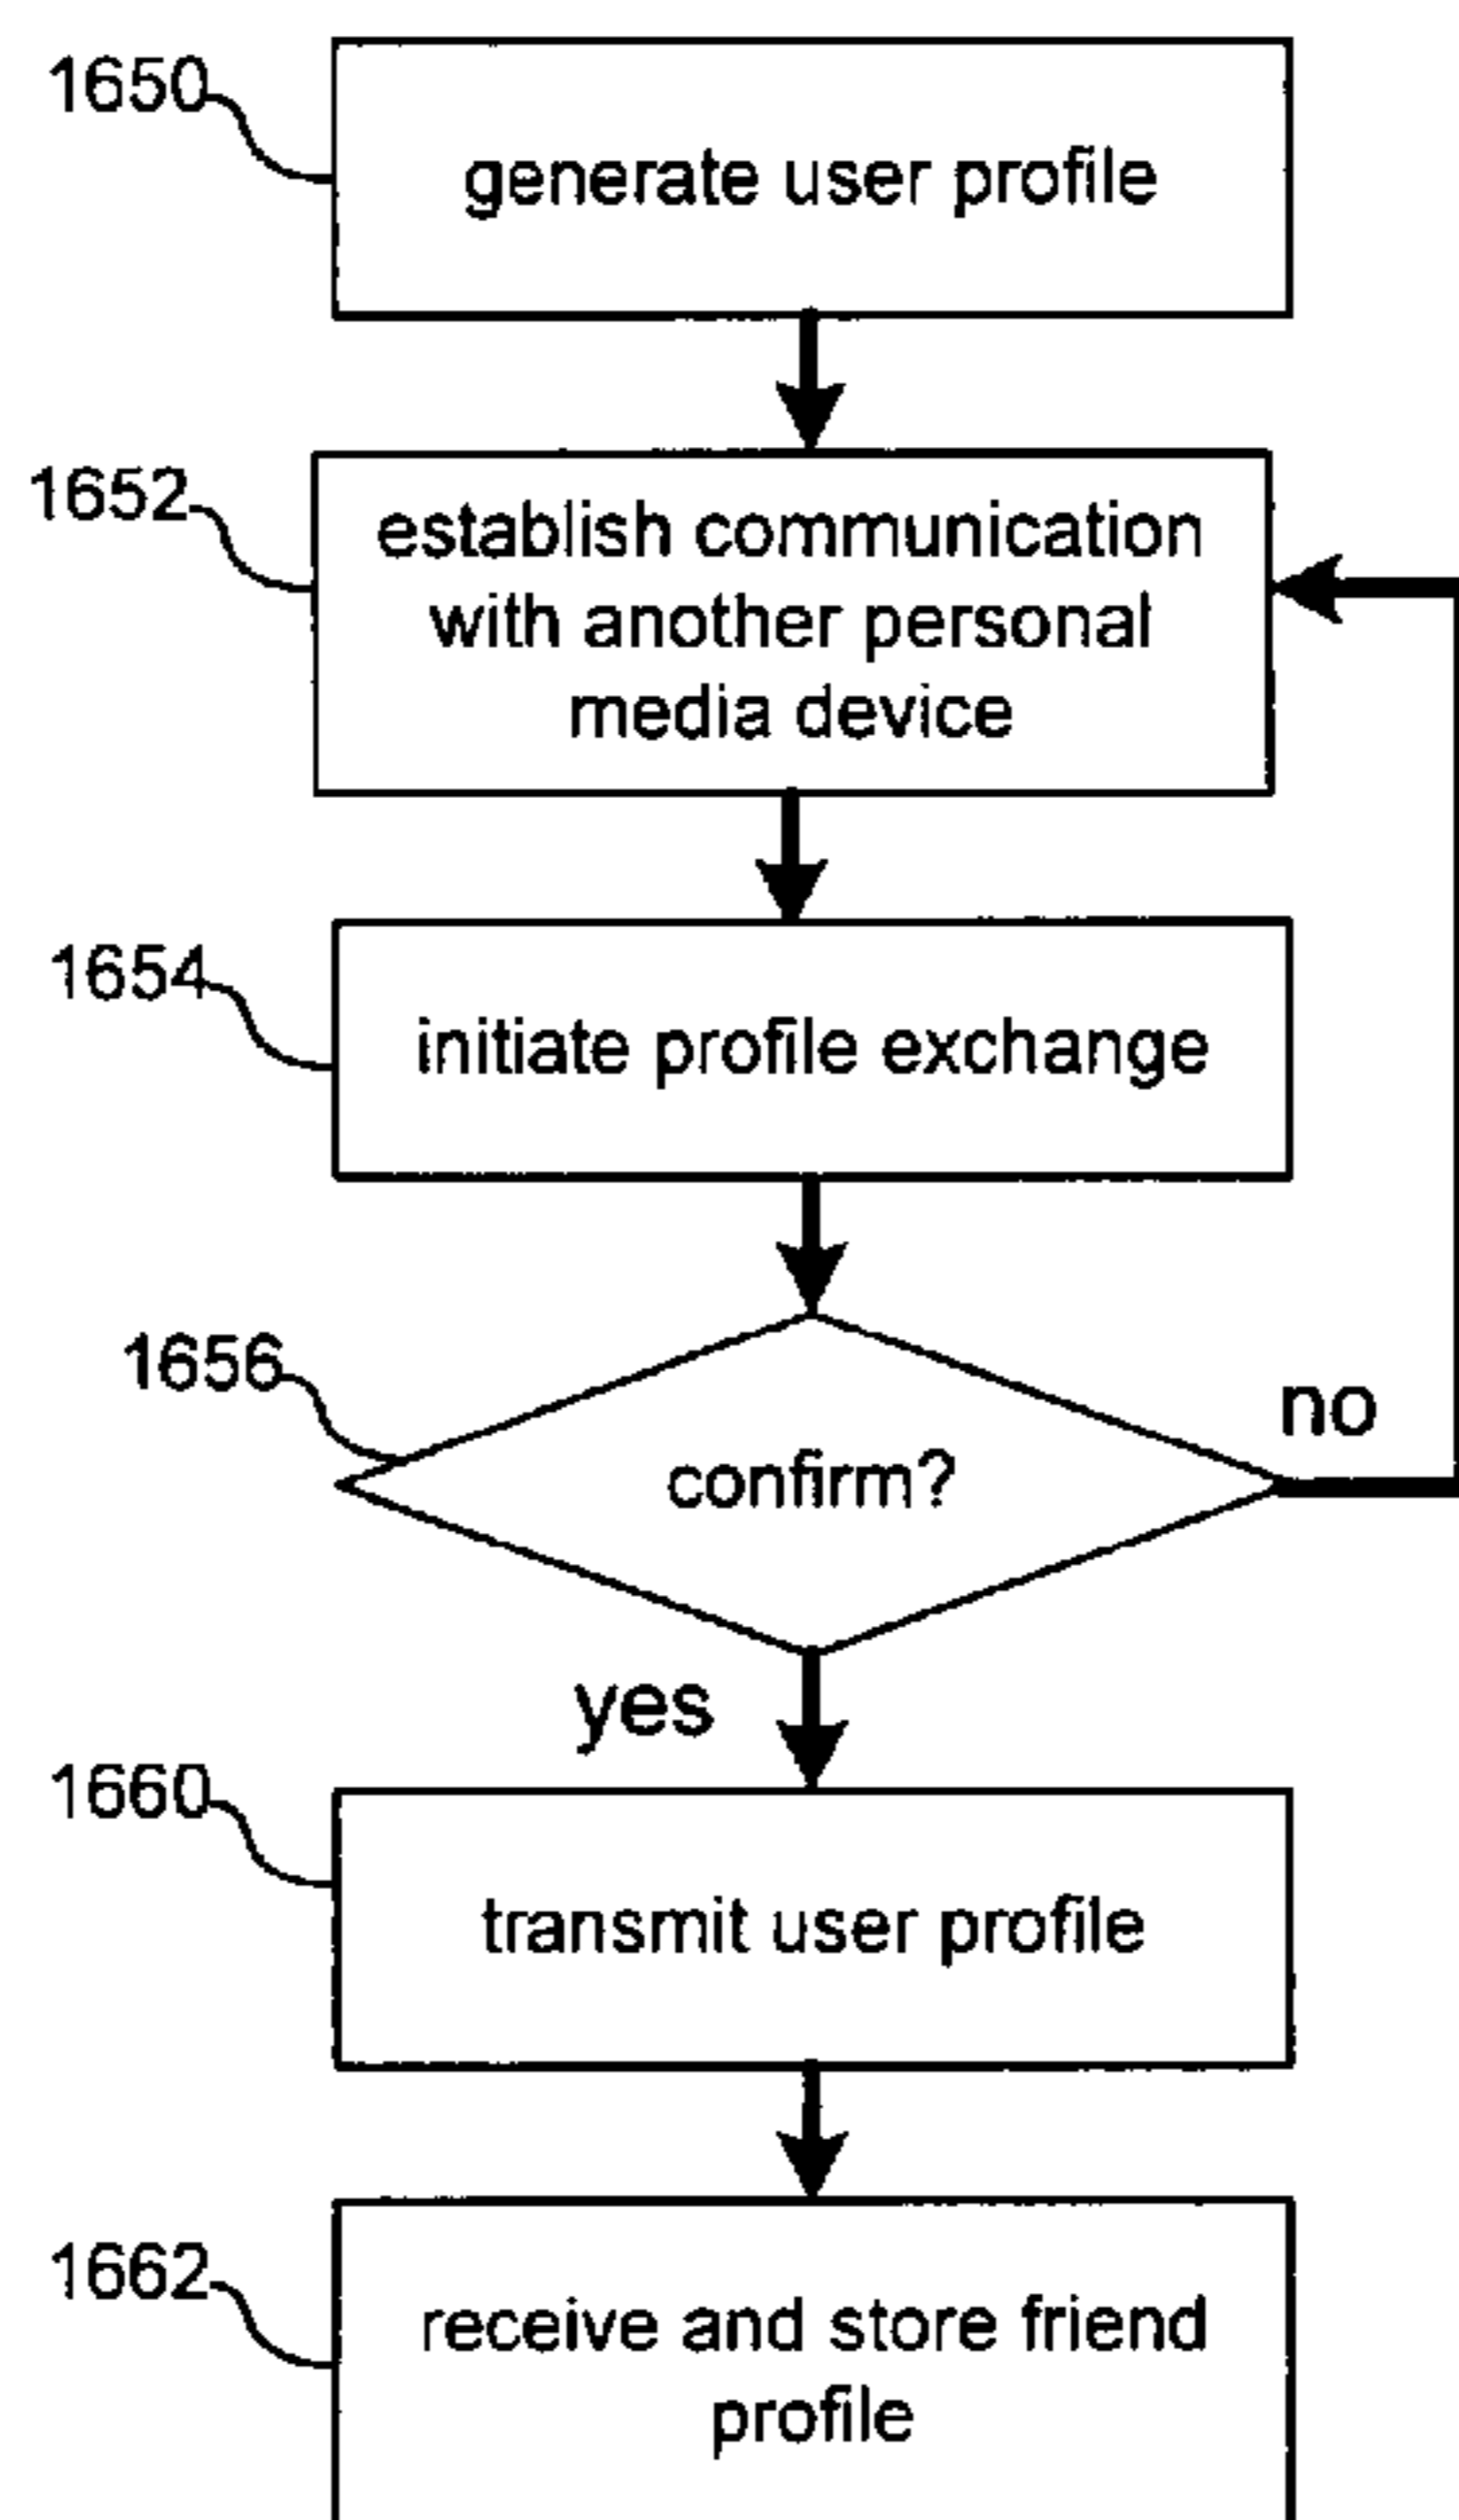 1650
generate user profile
1652
establish communication
with another personal
media device
1654
initiate profile exchange
1656
confirm?
no
yes
1660
transmit user profile
1662
receive and store friend
profile